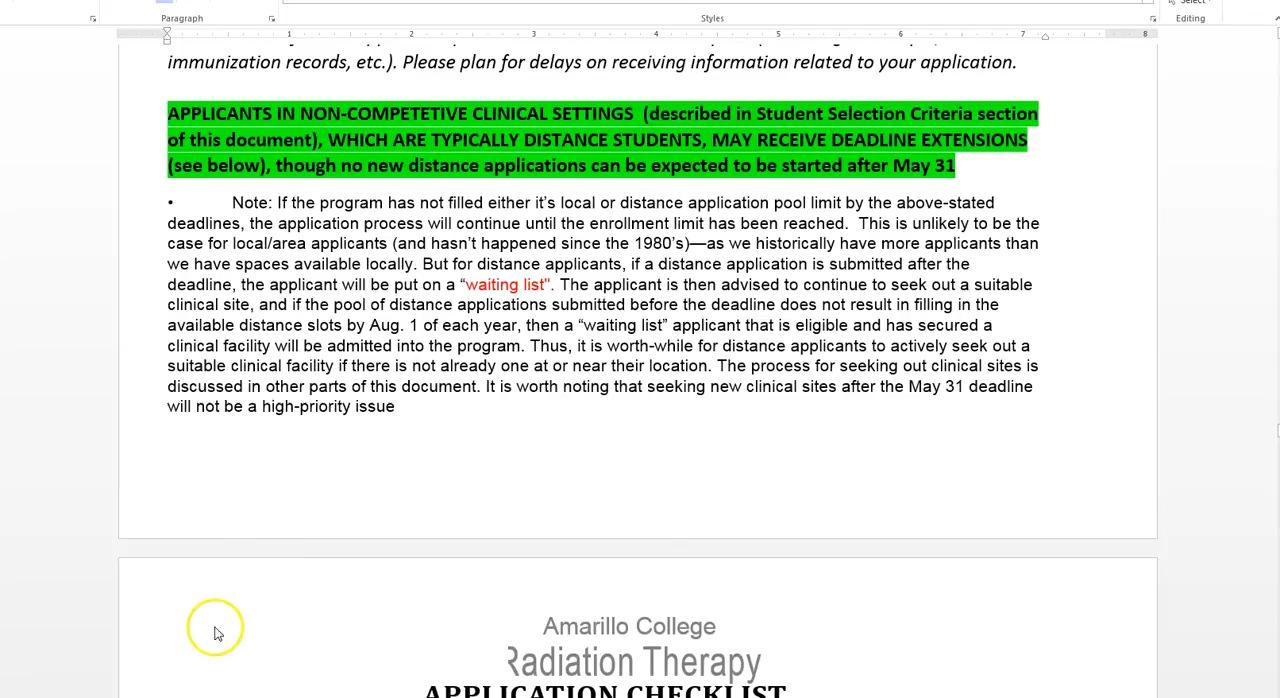 Paragraph
Styles
Editing
1 2 3 4 5 6 7 8
immunization records, etc.). Please plan for delays on receiving information related to your application.
APPLICANTS IN NON-COMPETETIVE CLINICAL SETTINGS (described in Student Selection Criteria section
of this document), WHICH ARE TYPICALLY DISTANCE STUDENTS, MAY RECEIVE DEADLINE EXTENSIONS
(see below), though no new distance applications can be expected to be started after May 31
• Note: If the program has not filled either it's local or distance application pool limit by the above-stated
deadlines, the application process will continue until the enrollment limit has been reached. This is unlikely to be the
case for local/area applicants (and hasn't happened since the 1980's)—as we historically have more applicants than
we have spaces available locally. But for distance applicants, if a distance application is submitted after the
deadline, the applicant will be put on a “waiting list". The applicant is then advised to continue to seek out a suitable
clinical site, and if the pool of distance applications submitted before the deadline does not result in filling in the
available distance slots by Aug. 1 of each year, then a “waiting list” applicant that is eligible and has secured a
clinical facility will be admitted into the program. Thus, it is worth-while for distance applicants to actively seek out a
suitable clinical facility if there is not already one at or near their location. The process for seeking out clinical sites is
discussed in other parts of this document. It is worth noting that seeking new clinical sites after the May 31 deadline
will not be a high-priority issue
Amarillo College
Radiation Therapy
APPLICATION CHECKLIST